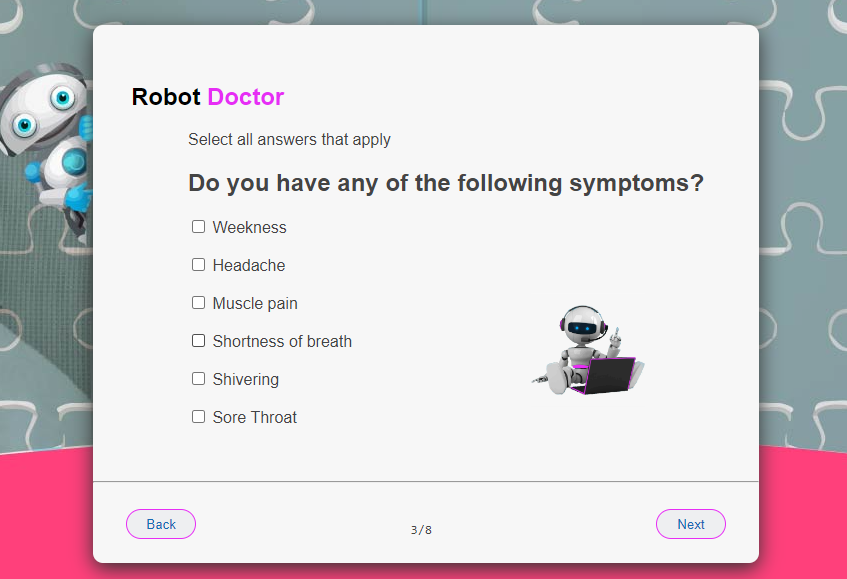 Robot Doctor
Select all answers that apply
Do you have any of the following symptoms?
Weekness
Headache
Muscle pain
Shortness of breath
Shivering
Sore Throat
Back
3/8
Next